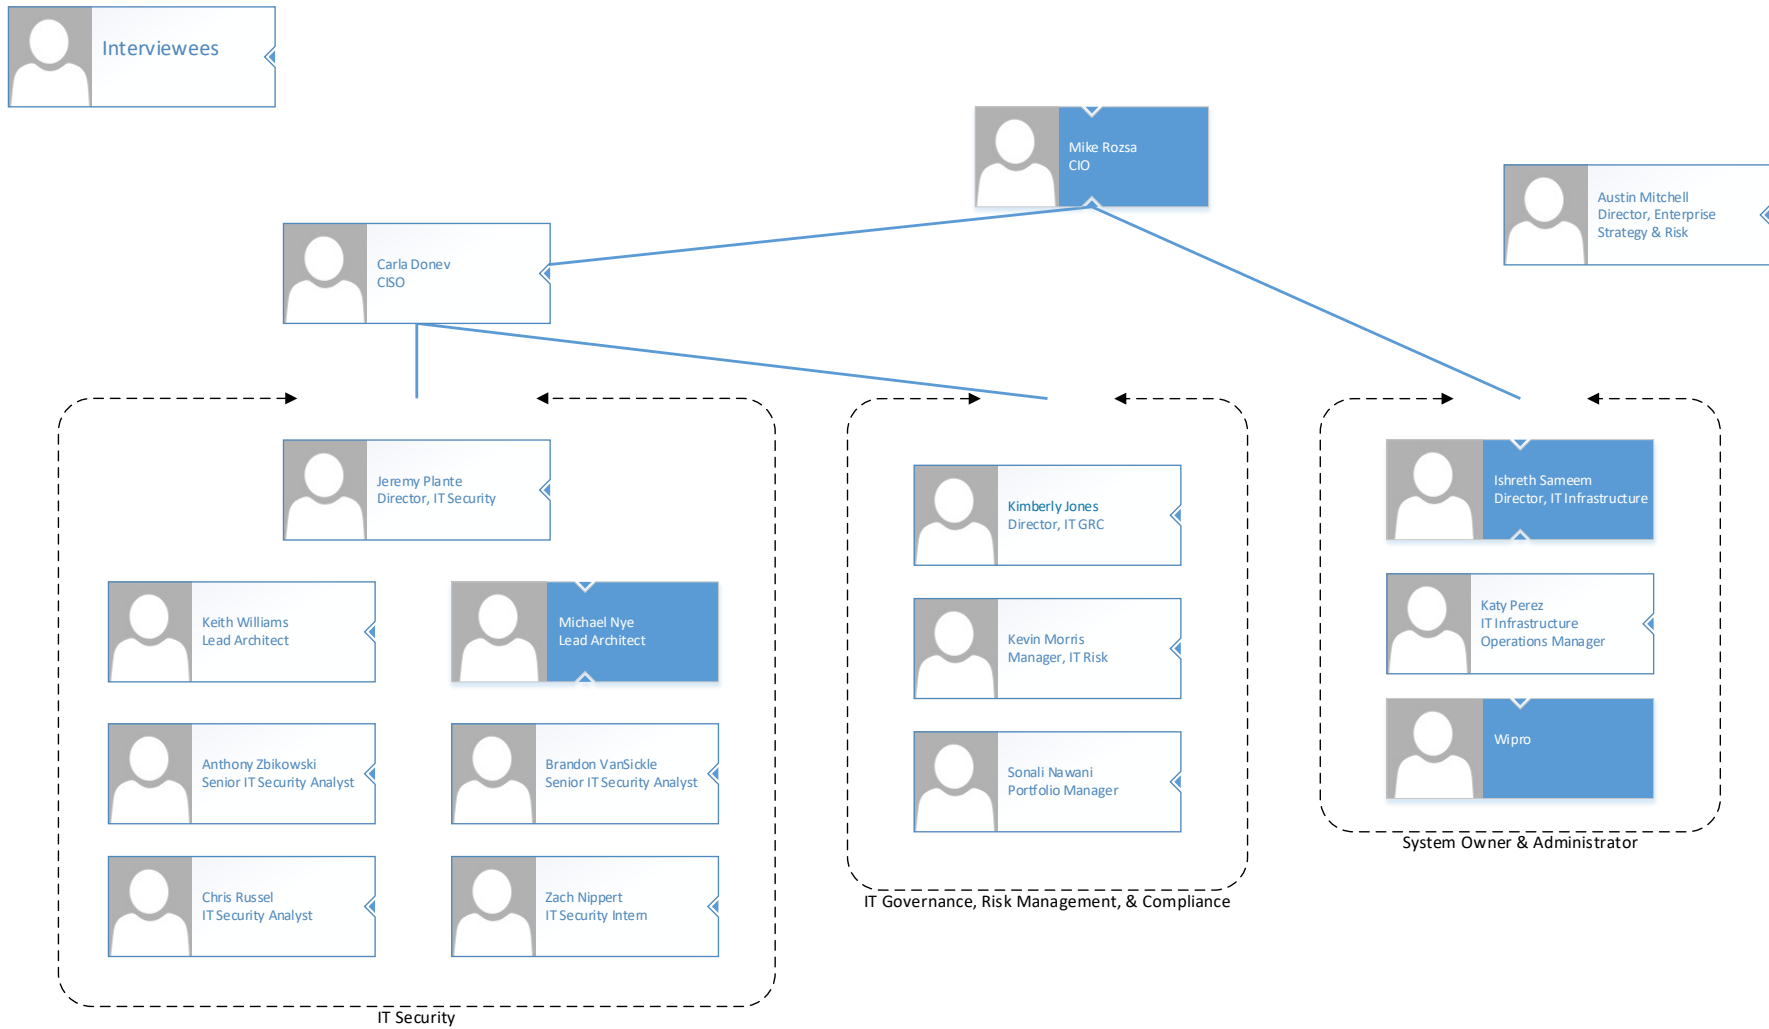 Interviewees
Mike Rozsa
CIO
Austin Mitchell
Director, Enterprise
Strategy & Risk
Carla Donev
CISO
Jeremy Plante
Director, IT Security
Keith Williams
Lead Architect
Michael Nye
Lead Architect
Anthony Zbikowski
Senior IT Security Analyst
Brandon VanSickle
Senior IT Security Analyst
Chris Russel
IT Security Analyst
Zach Nippert
IT Security Intern
IT Security
Kimberly Jones
Director, IT GRC
Kevin Morris
Manager, IT Risk
Sonali Nawani
Portfolio Manager
IT Governance, Risk Management, & Compliance
Ishreth Sameem
Director, IT Infrastructure
Katy Perez
IT Infrastructure
Operations Manager
Wipro
System Owner & Administrator